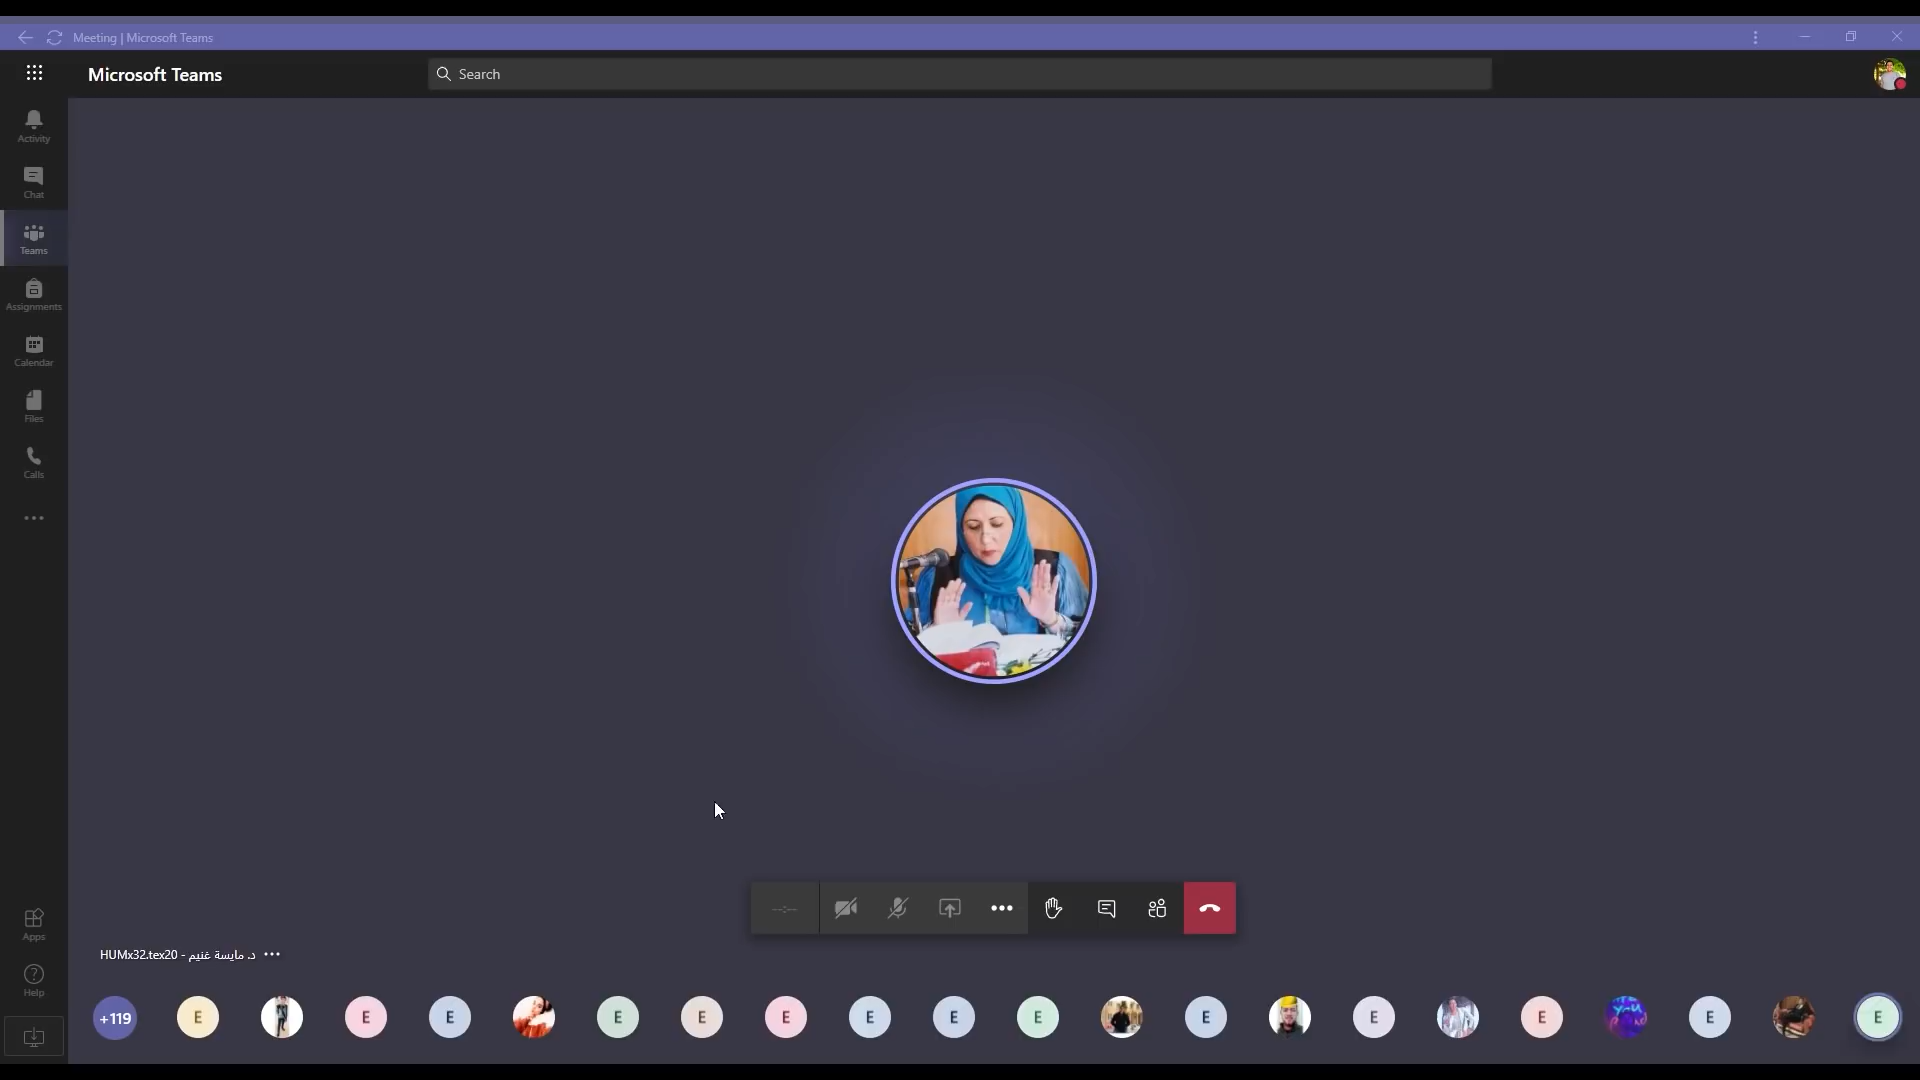 Meeting | Microsoft Teams
Microsoft Teams
Search
Activity
Chat
Teams
Assignments
Calendar
Files
Calls
--:--
Apps
HUMx32.tex20 - د. مايسة غنيم
Help
+119
E
E
E
E
E
E
E
E
E
E
E
E
you
E
E